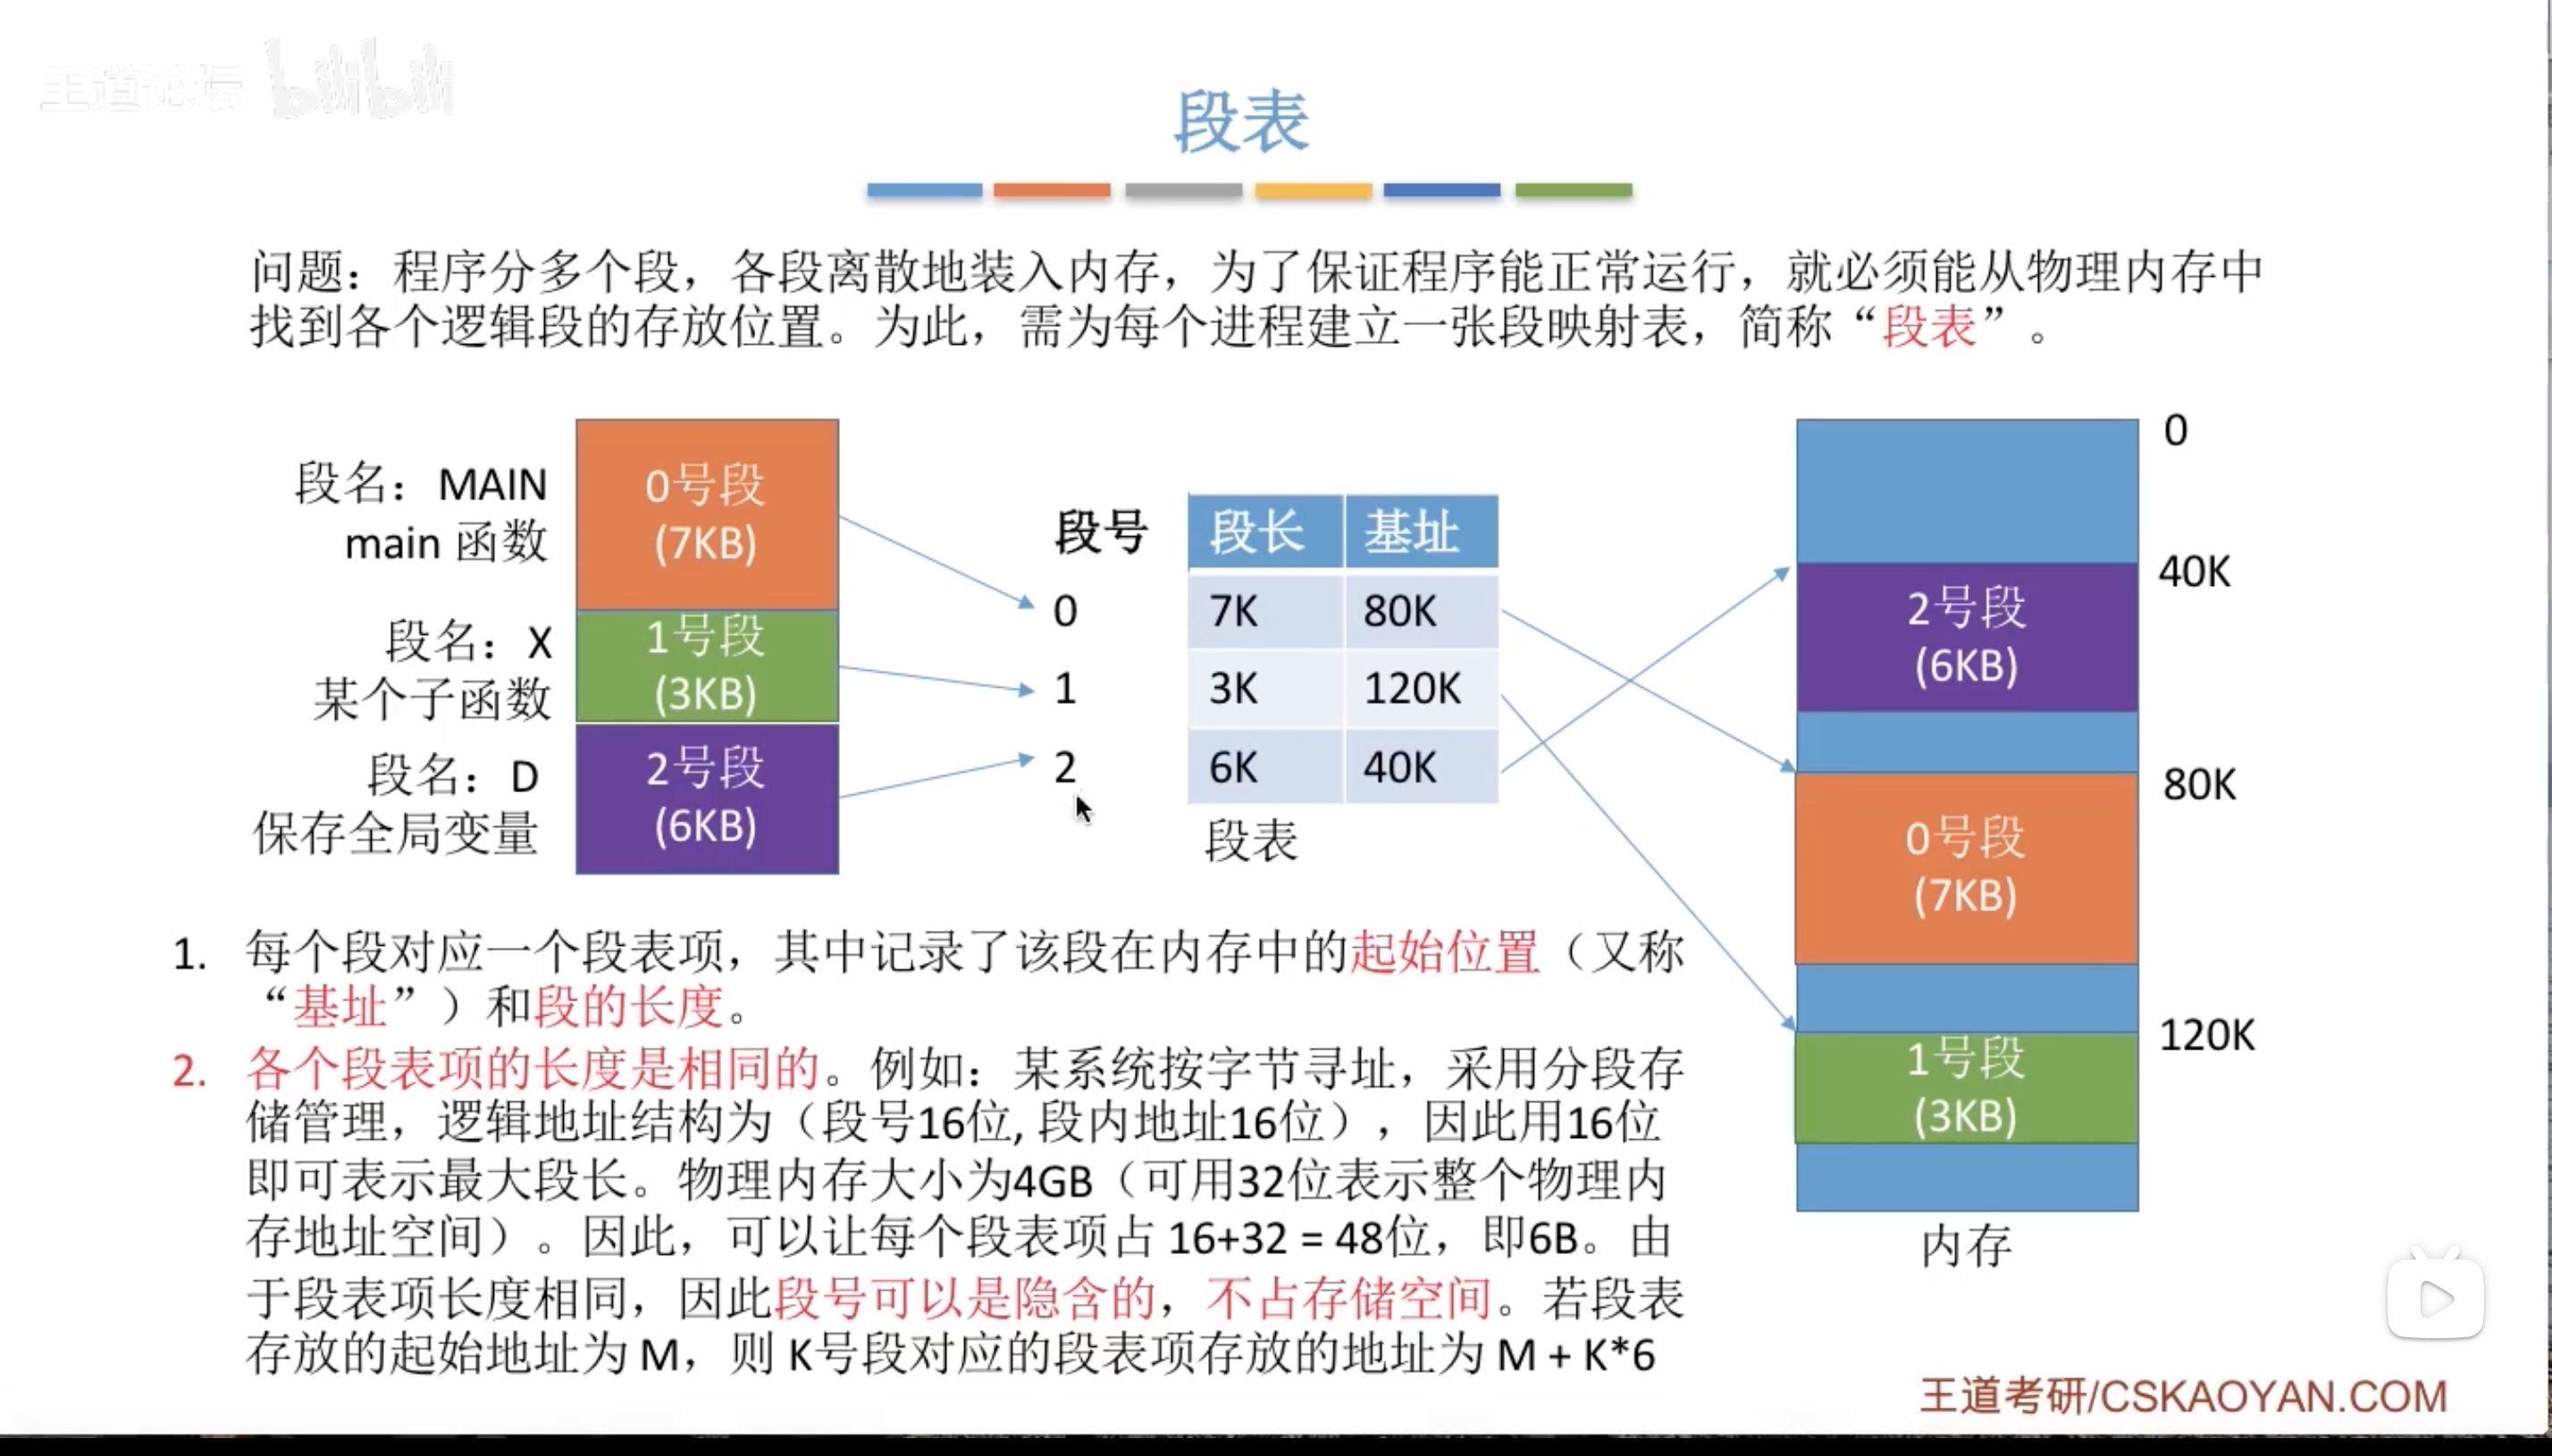 王道论坛 bilibili
段表
问题：程序分多个段，各段离散地装入内存，为了保证程序能正常运行，就必须能从物理内存中
找到各个逻辑段的存放位置。为此，需为每个进程建立一张段映射表，简称“段表”。
段名：MAIN
main 函数
段名：X
某个子函数
段名：D
保存全局变量
0号段
(7KB)
1号段
(3KB)
2号段
(6KB)
段号 段长 基址
0 7K 80K
1 3K 120K
2 6K 40K
段表
0
40K
2号段
(6KB)
80K
0号段
(7KB)
120K
1号段
(3KB)
内存
1. 每个段对应一个段表项，其中记录了该段在内存中的起始位置（又称
“基址”）和段的长度。
2. 各个段表项的长度是相同的。例如：某系统按字节寻址，采用分段存
储管理，逻辑地址结构为（段号16位, 段内地址16位），因此用16位
即可表示最大段长。物理内存大小为4GB（可用32位表示整个物理内
存地址空间）。因此，可以让每个段表项占 16+32 = 48位，即6B。由
于段表项长度相同，因此段号可以是隐含的，不占存储空间。若段表
存放的起始地址为 M，则 K号段对应的段表项存放的地址为 M + K*6
王道考研/CSKAOYAN.COM